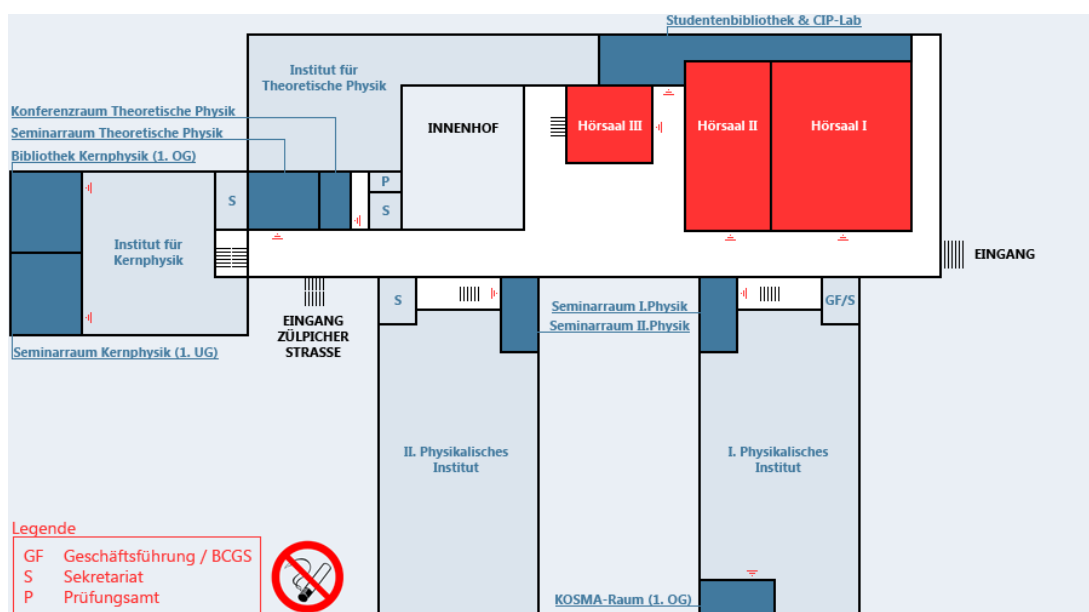 Studentenbibliothek & CIP-Lab
Institut für
Theoretische Physik
Konferenzraum Theoretische Physik
Seminarraum Theoretische Physik
Bibliothek Kernphysik (1. OG)
INNENHOF
Hörsaal III
Hörsaal II
Hörsaal I
P
S
S
Institut für
Kernphysik
EINGANG
S
GF/S
EINGANG
ZÜLPICHER
STRASSE
Seminarraum I.Physik
Seminarraum II.Physik
Seminarraum Kernphysik (1. UG)
II. Physikalisches
Institut
I. Physikalisches
Institut
Legende
GF Geschäftsführung / BCGS
S Sekretariat
P Prüfungsamt
KOSMA-Raum (1. OG)